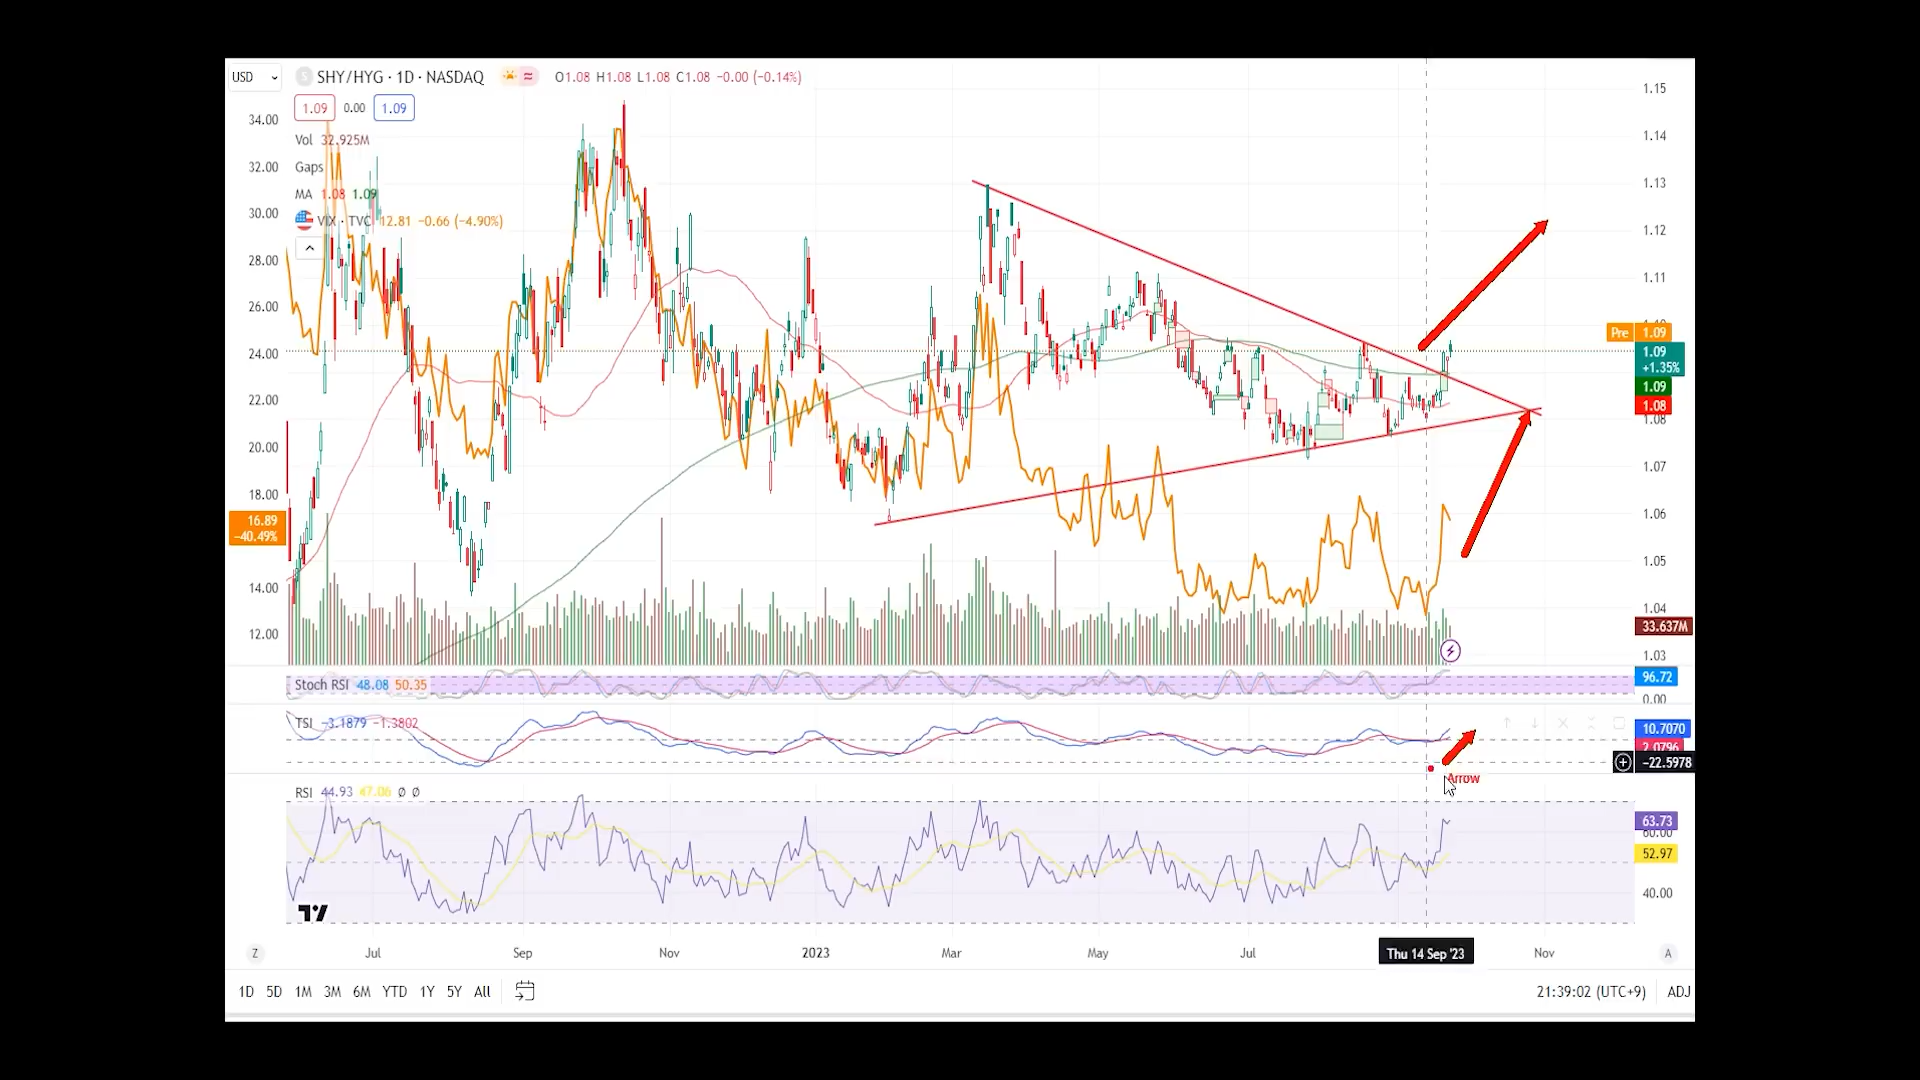 USD
SHY/HYG · 1D · NASDAQ
O1.08 H1.08 L1.08 C1.08 −0.00 (−0.14%)
1.09 0.00 1.09
Vol 32.925M
Gaps
MA 1.08 1.09
VIX · TVC 12.81 −0.66 (−4.90%)
34.00
32.00
30.00
28.00
26.00
24.00
22.00
20.00
18.00
16.89
−40.49%
14.00
12.00
1.15
1.14
1.13
1.12
1.11
Pre 1.09
1.09
+1.35%
1.09
1.08
1.08
1.07
1.06
1.05
1.04
33.637M
1.03
Stoch RSI 48.08 50.35
96.72
0.00
TSI −3.1879 −1.3802
10.7070
2.0796
−22.5978
Arrow
RSI 44.93 47.06 Ø Ø
63.73
60.00
52.97
40.00
Z Jul Sep Nov 2023 Mar May Jul Thu 14 Sep '23 Nov A
1D 5D 1M 3M 6M YTD 1Y 5Y All
21:39:02 (UTC+9) ADJ